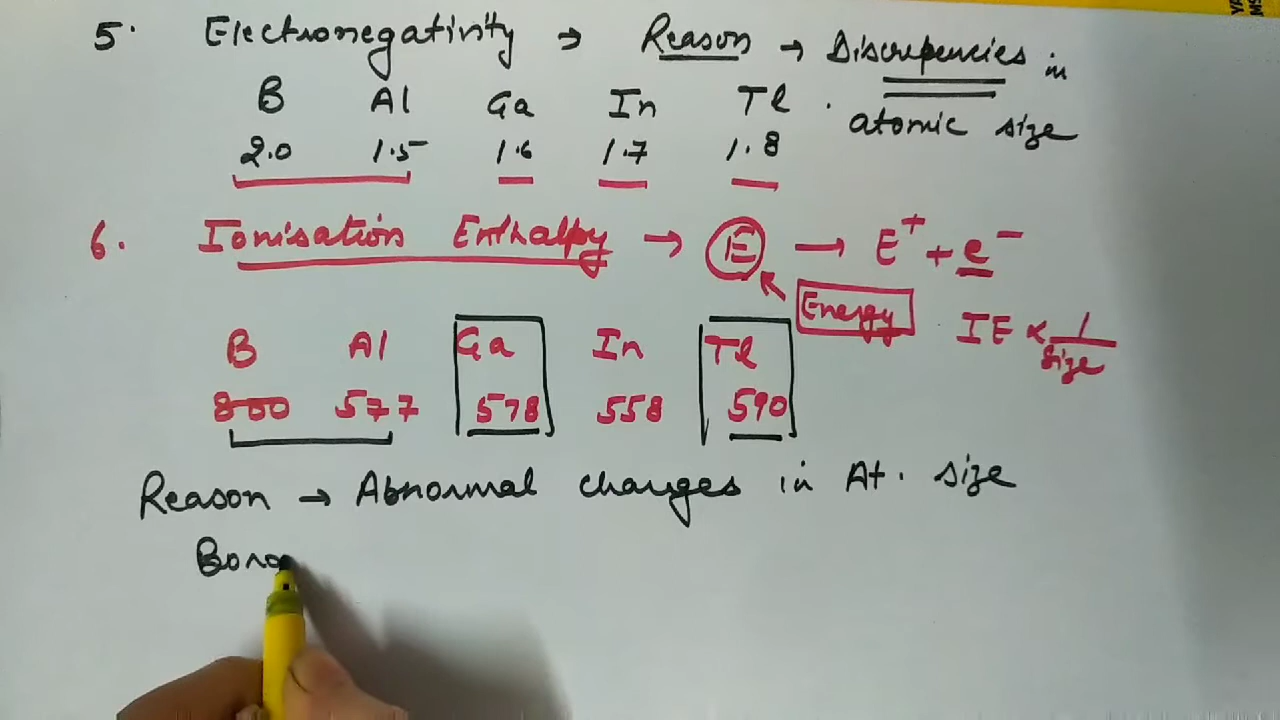 5. Electronegativity → Reason → Discrepencies in
atomic size
B Al Ga In Tl .
2.0 1.5 1.6 1.7 1.8
6. Ionisation Enthalpy → E → E+ + e-
Energy
IE ∝ 1/size
B Al Ga In Tl
800 577 578 558 590
Reason → Abnormal changes in At. size
Boro